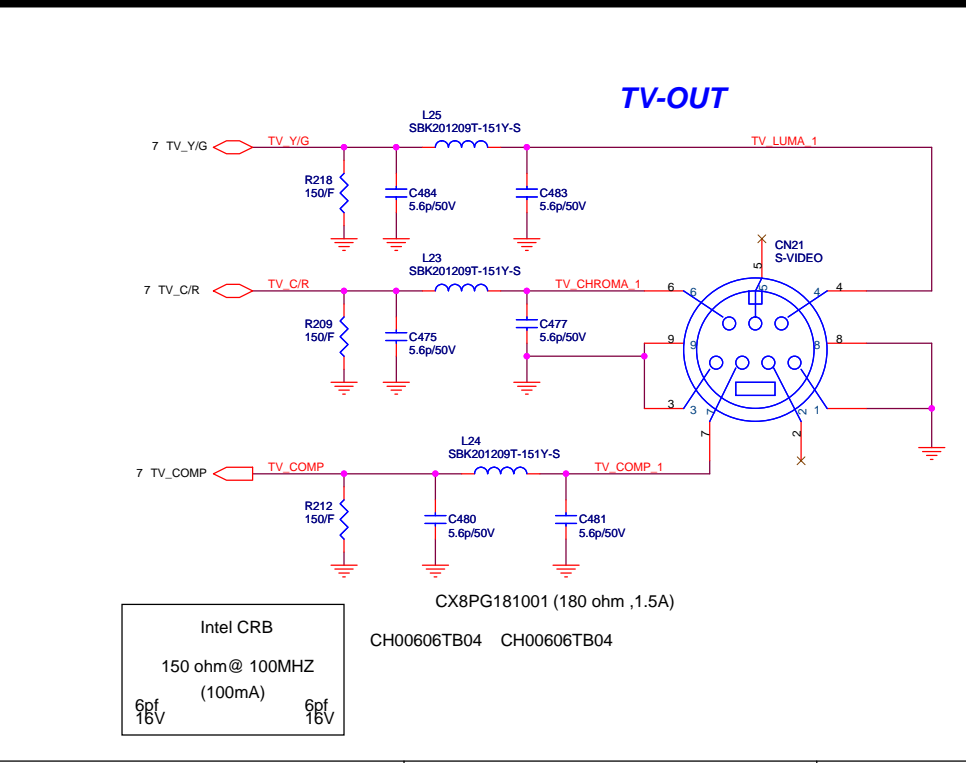 TV-OUT
L25
SBK201209T-151Y-S
7 TV_Y/G
TV_Y/G
TV_LUMA_1
R218
150/F
C484
5.6p/50V
C483
5.6p/50V
CN21
S-VIDEO
5
5
L23
SBK201209T-151Y-S
7 TV_C/R
TV_C/R
TV_CHROMA_1
6
6
4
4
R209
150/F
C475
5.6p/50V
C477
5.6p/50V
9
9
8
8
3
3
7
2
1
7
2
L24
SBK201209T-151Y-S
7 TV_COMP
TV_COMP
TV_COMP_1
R212
150/F
C480
5.6p/50V
C481
5.6p/50V
CX8PG181001 (180 ohm ,1.5A)
CH00606TB04 CH00606TB04
Intel CRB
150 ohm@ 100MHZ
(100mA)
6pf
16V
6pf
16V